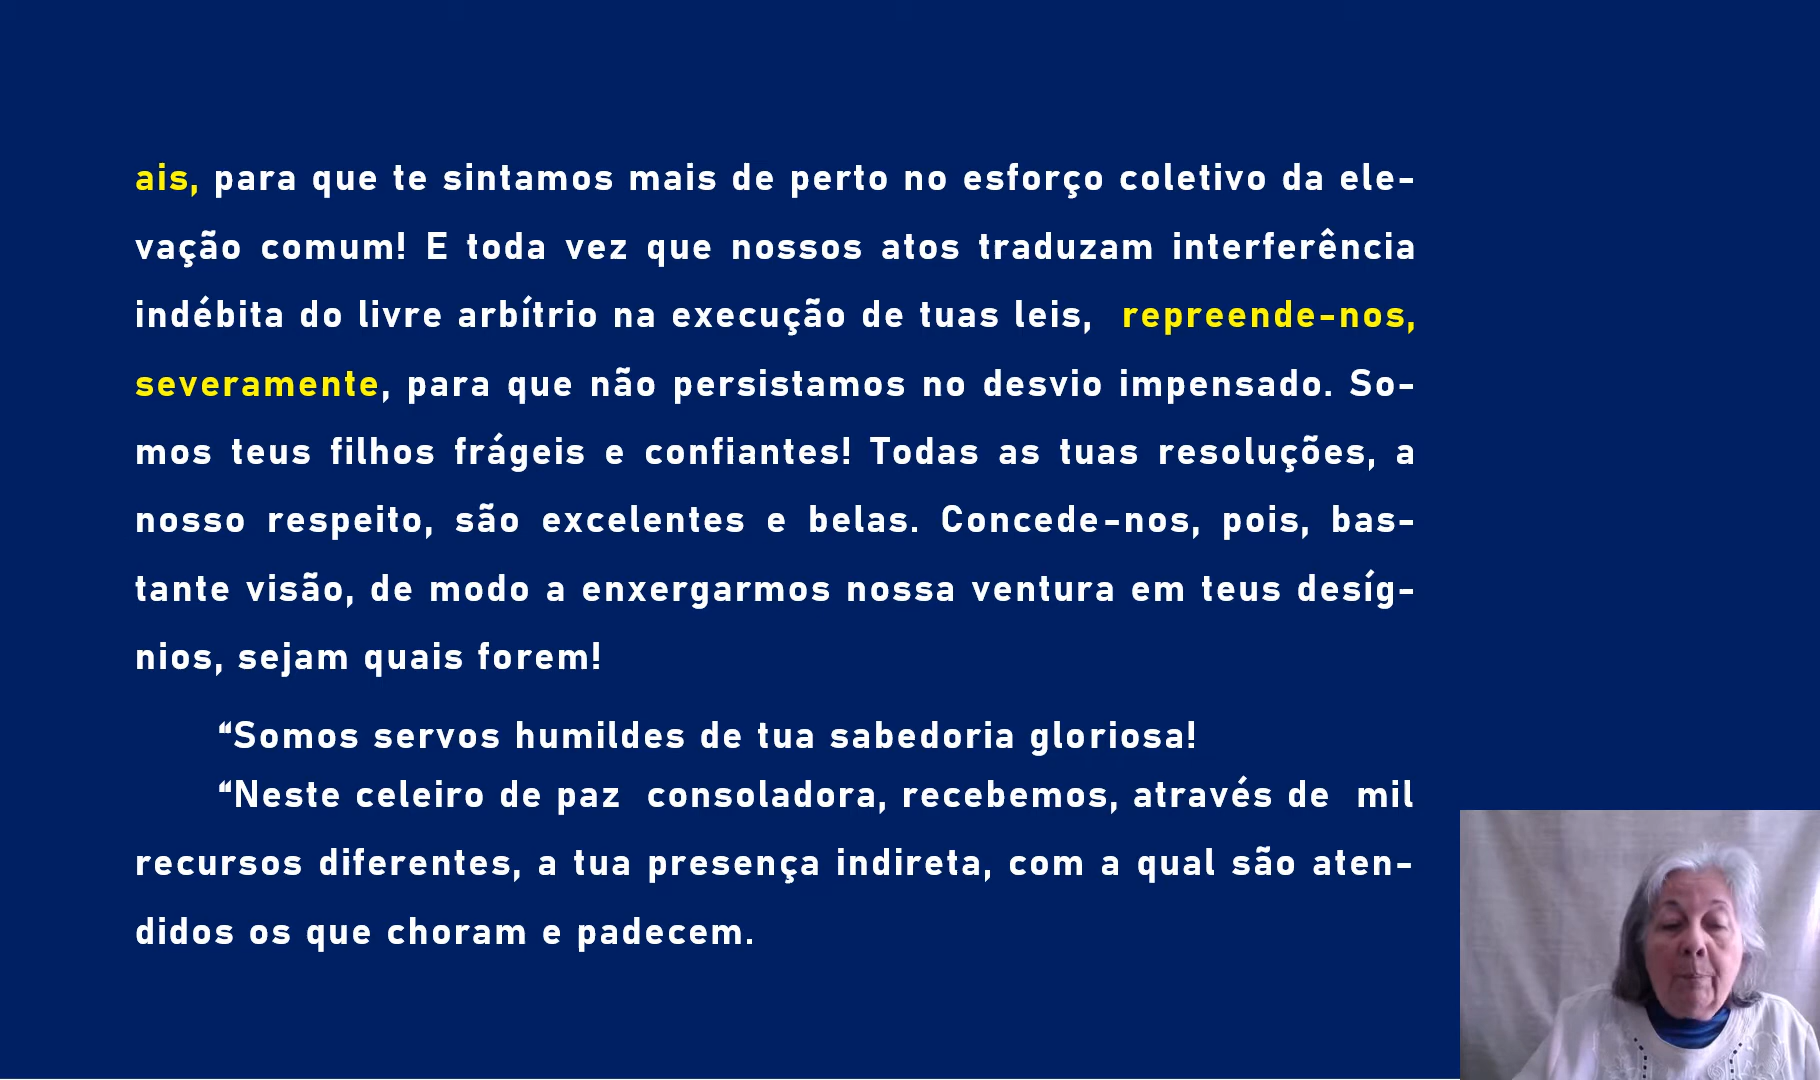 ais, para que te sintamos mais de perto no esforço coletivo da ele-
vação comum! E toda vez que nossos atos traduzam interferência
indébita do livre arbítrio na execução de tuas leis, repreende-nos,
severamente, para que não persistamos no desvio impensado. So-
mos teus filhos frágeis e confiantes! Todas as tuas resoluções, a
nosso respeito, são excelentes e belas. Concede-nos, pois, bas-
tante visão, de modo a enxergarmos nossa ventura em teus desíg-
nios, sejam quais forem!
“Somos servos humildes de tua sabedoria gloriosa!
“Neste celeiro de paz consoladora, recebemos, através de mil
recursos diferentes, a tua presença indireta, com a qual são aten-
didos os que choram e padecem.